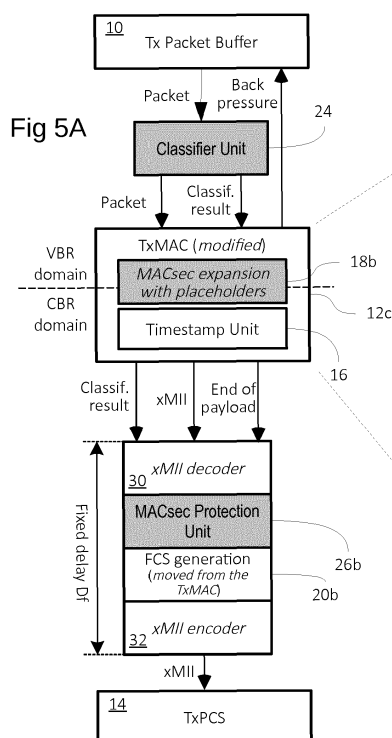 10
Tx Packet Buffer
Packet
Back
pressure
Fig 5A
24
Classifier Unit
Packet
Classif.
result
TxMAC (modified)
VBR
domain
MACsec expansion
with placeholders
18b
CBR
domain
12c
Timestamp Unit
16
Classif.
result
xMII
End of
payload
xMII decoder
30
MACsec Protection
Unit
26b
Fixed delay Df
FCS generation
(moved from the
TxMAC)
20b
xMII encoder
32
xMII
14
TxPCS